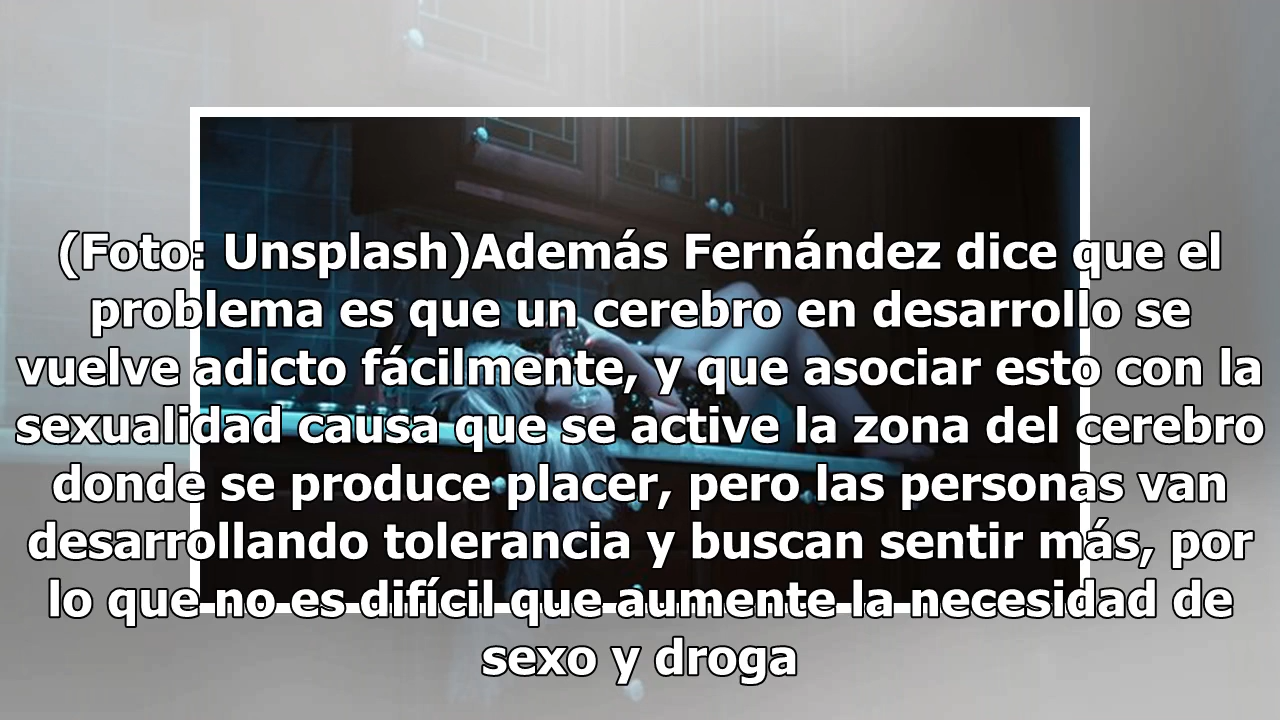 (Foto: Unsplash)Además Fernández dice que el
problema es que un cerebro en desarrollo se
vuelve adicto fácilmente, y que asociar esto con la
sexualidad causa que se active la zona del cerebro
donde se produce placer, pero las personas van
desarrollando tolerancia y buscan sentir más, por
lo que no es difícil que aumente la necesidad de
sexo y droga